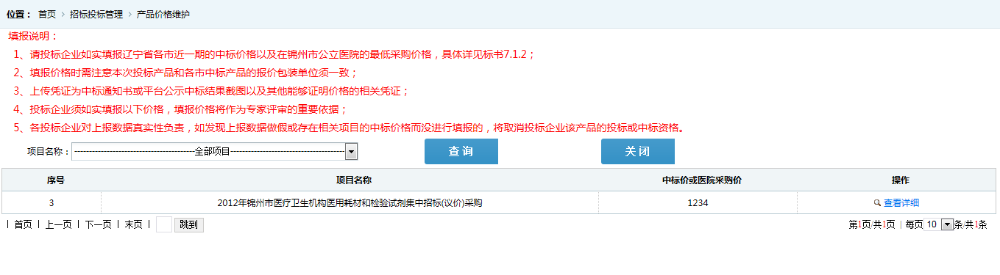 位置： 首页 > 招标投标管理 > 产品价格维护
填报说明：
1、请投标企业如实填报辽宁省各市近一期的中标价格以及在锦州市公立医院的最低采购价格，具体详见标书7.1.2；
2、填报价格时需注意本次投标产品和各市中标产品的报价包装单位须一致；
3、上传凭证为中标通知书或平台公示中标结果截图以及其他能够证明价格的相关凭证；
4、投标企业须如实填报以下价格，填报价格将作为专家评审的重要依据；
5、各投标企业对上报数据真实性负责，如发现上报数据做假或存在相关项目的中标价格而没进行填报的，将取消投标企业该产品的投标或中标资格。
项目名称： -----------------------------------------全部项目--------------------------------------- 查 询 关 闭
序号 项目名称 中标价或医院采购价 操作
3 2012年锦州市医疗卫生机构医用耗材和检验试剂集中招标(议价)采购 1234 查看详细
| 首页 | 上一页 | 下一页 | 末页 | 跳到 第1页/共1页 | 每页 10 条/共1条